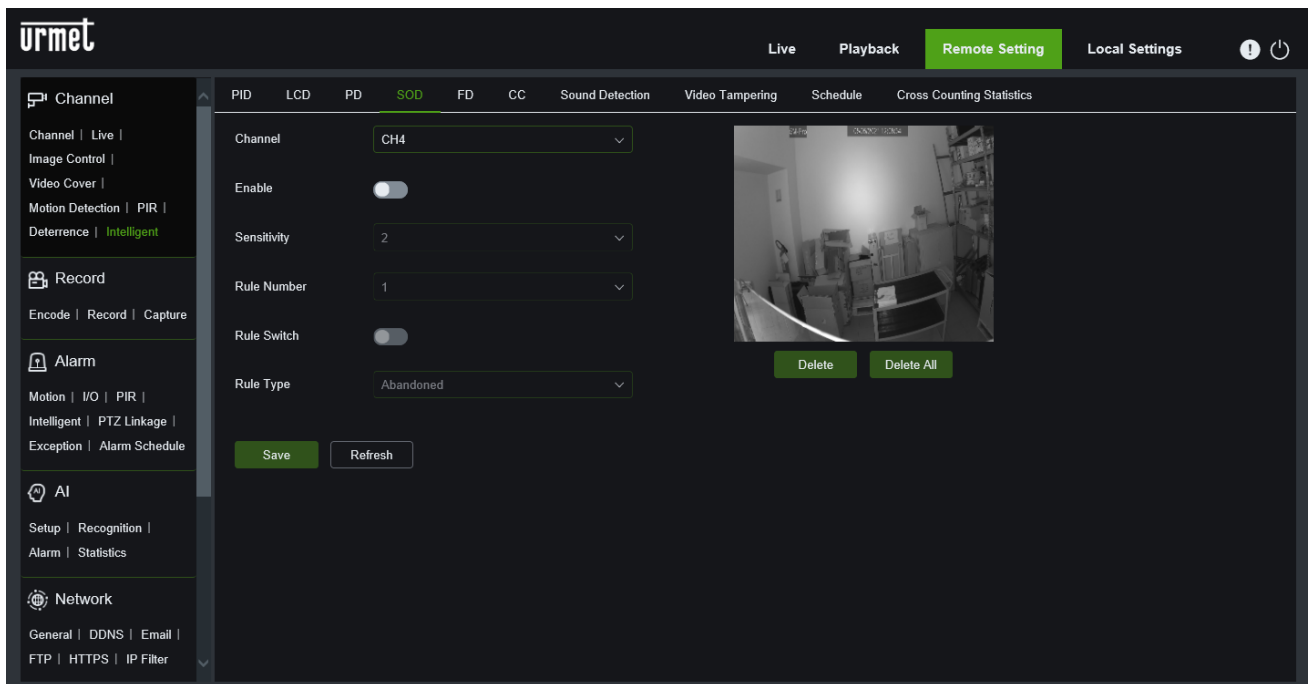 urmet
Live Playback Remote Setting Local Settings
Channel
Channel | Live |
Image Control |
Video Cover |
Motion Detection | PIR |
Deterrence | Intelligent
Record
Encode | Record | Capture
Alarm
Motion | I/O | PIR |
Intelligent | PTZ Linkage |
Exception | Alarm Schedule
AI
Setup | Recognition |
Alarm | Statistics
Network
General | DDNS | Email |
FTP | HTTPS | IP Filter
PID LCD PD SOD FD CC Sound Detection Video Tampering Schedule Cross Counting Statistics
Channel CH4
Enable
Sensitivity 2
Rule Number 1
Rule Switch
Rule Type Abandoned
Save Refresh
Delete Delete All